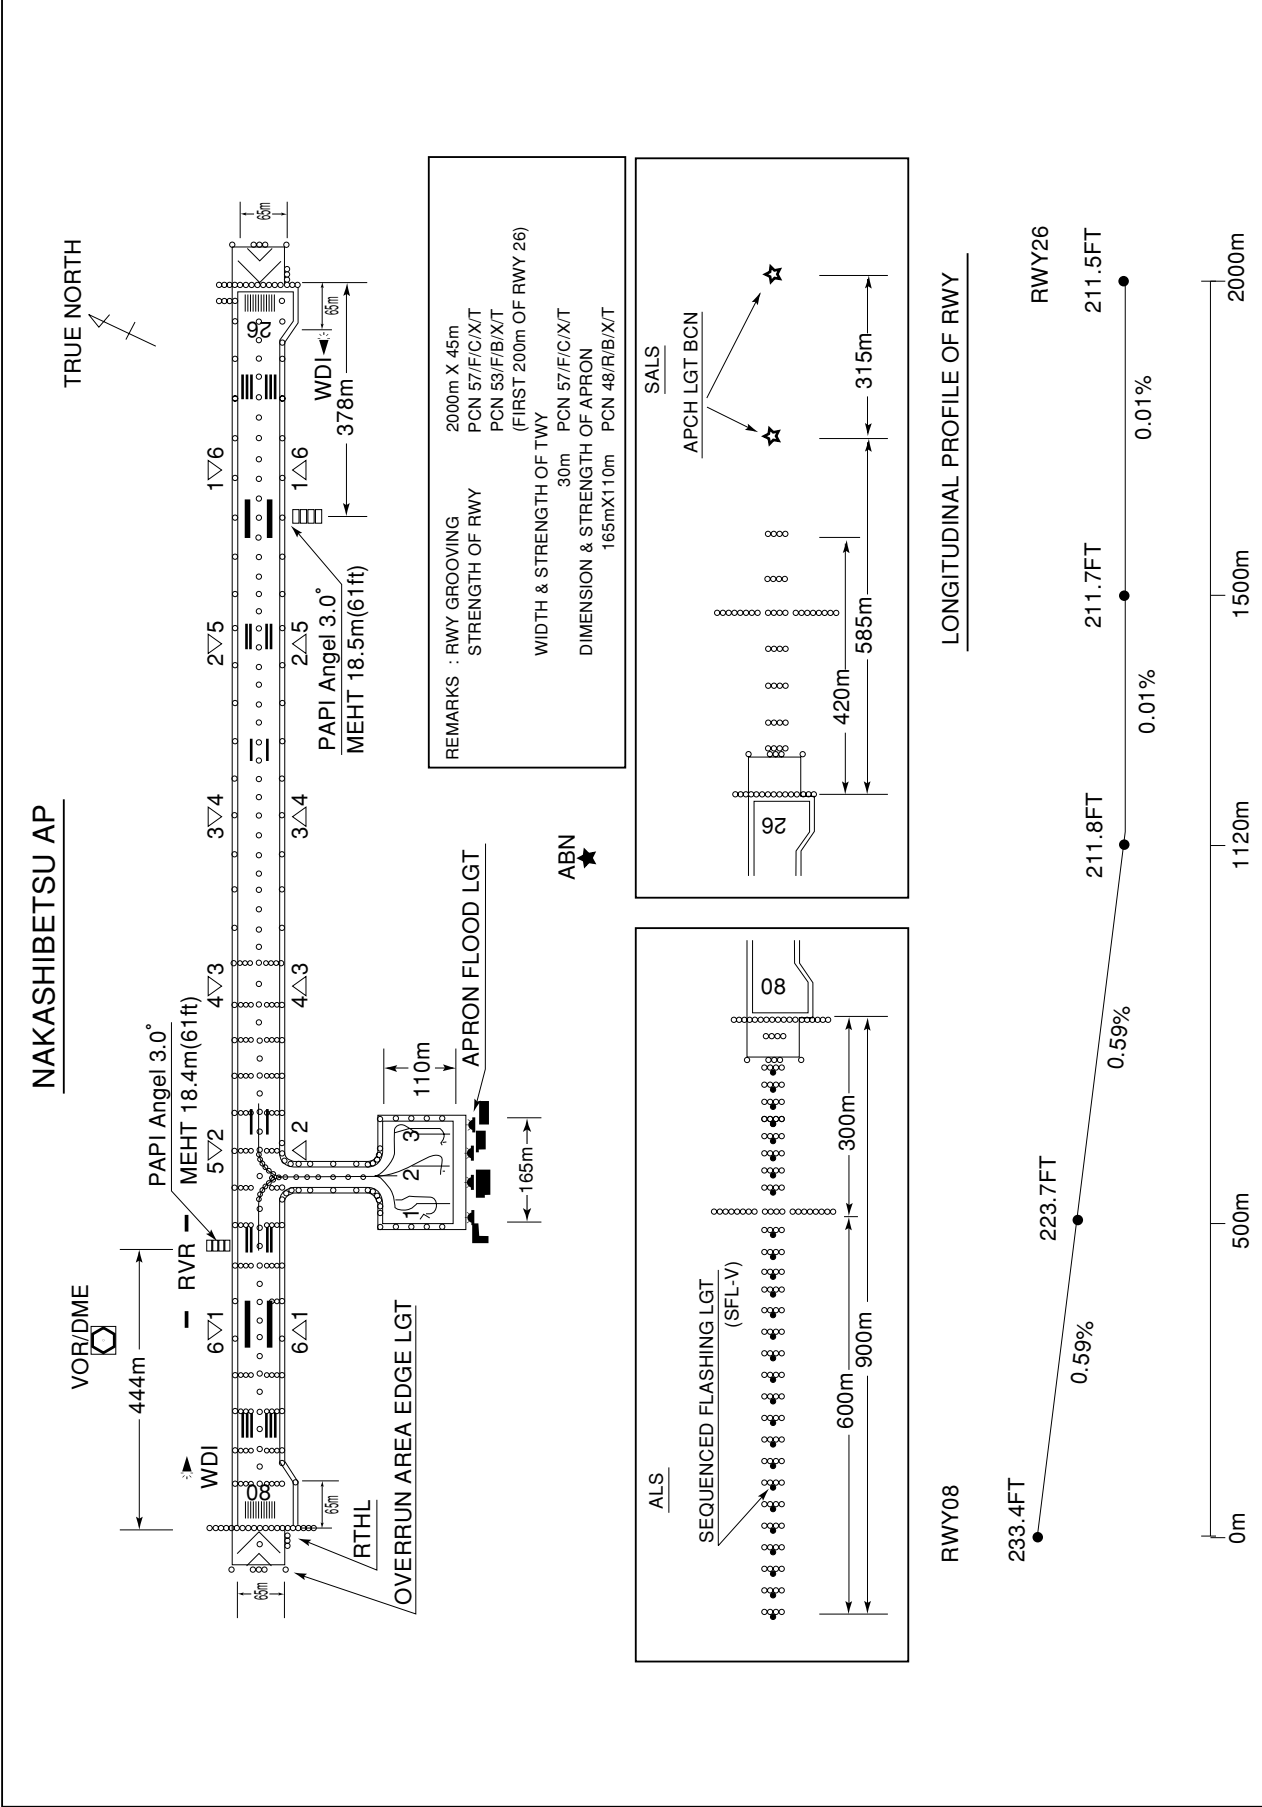 NAKASHIBETSU AP
TRUE NORTH
VOR/DME
444m
PAPI Angel 3.0°
MEHT 18.4m(61ft)
WDI
RVR
6 1
5 2
4 3
3 4
2 5
1 6
65m
08
26
65m
6 1
2
4 3
3 4
2 5
1 6
65m
65m
WDI
378m
RTHL
OVERRUN AREA EDGE LGT
PAPI Angel 3.0°
MEHT 18.5m(61ft)
1
2
3
110m
165m
APRON FLOOD LGT
ABN
REMARKS : RWY GROOVING 2000m X 45m
STRENGTH OF RWY PCN 57/F/C/X/T
PCN 53/F/B/X/T
(FIRST 200m OF RWY 26)
WIDTH & STRENGTH OF TWY
30m PCN 57/F/C/X/T
DIMENSION & STRENGTH OF APRON
165mX110m PCN 48/R/B/X/T
ALS
SEQUENCED FLASHING LGT
(SFL-V)
08
600m
300m
900m
SALS
APCH LGT BCN
26
420m
585m
315m
LONGITUDINAL PROFILE OF RWY
RWY08
RWY26
233.4FT
223.7FT
211.8FT
211.7FT
211.5FT
0.59%
0.59%
0.01%
0.01%
0m
500m
1120m
1500m
2000m